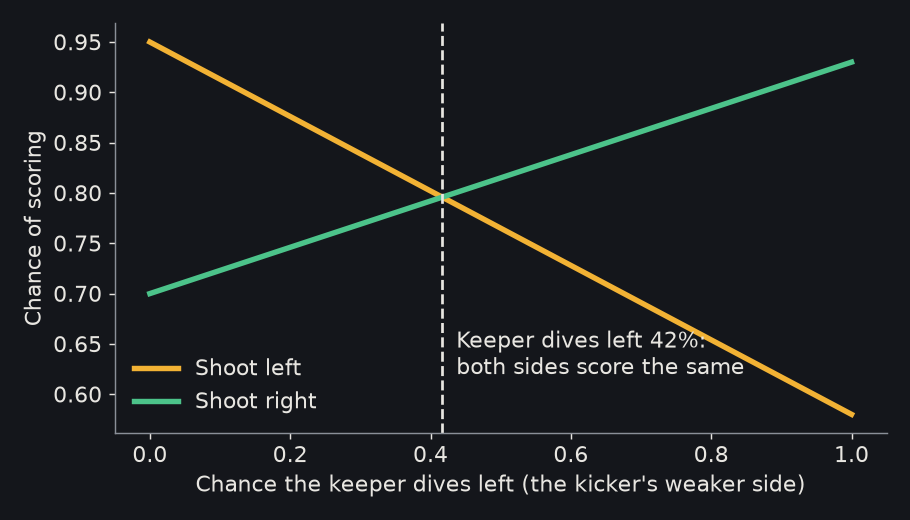 Chance of scoring
0.95
0.90
0.85
0.80
0.75
0.70
0.65
0.60
Keeper dives left 42%:
both sides score the same
Shoot left
Shoot right
0.0 0.2 0.4 0.6 0.8 1.0
Chance the keeper dives left (the kicker's weaker side)